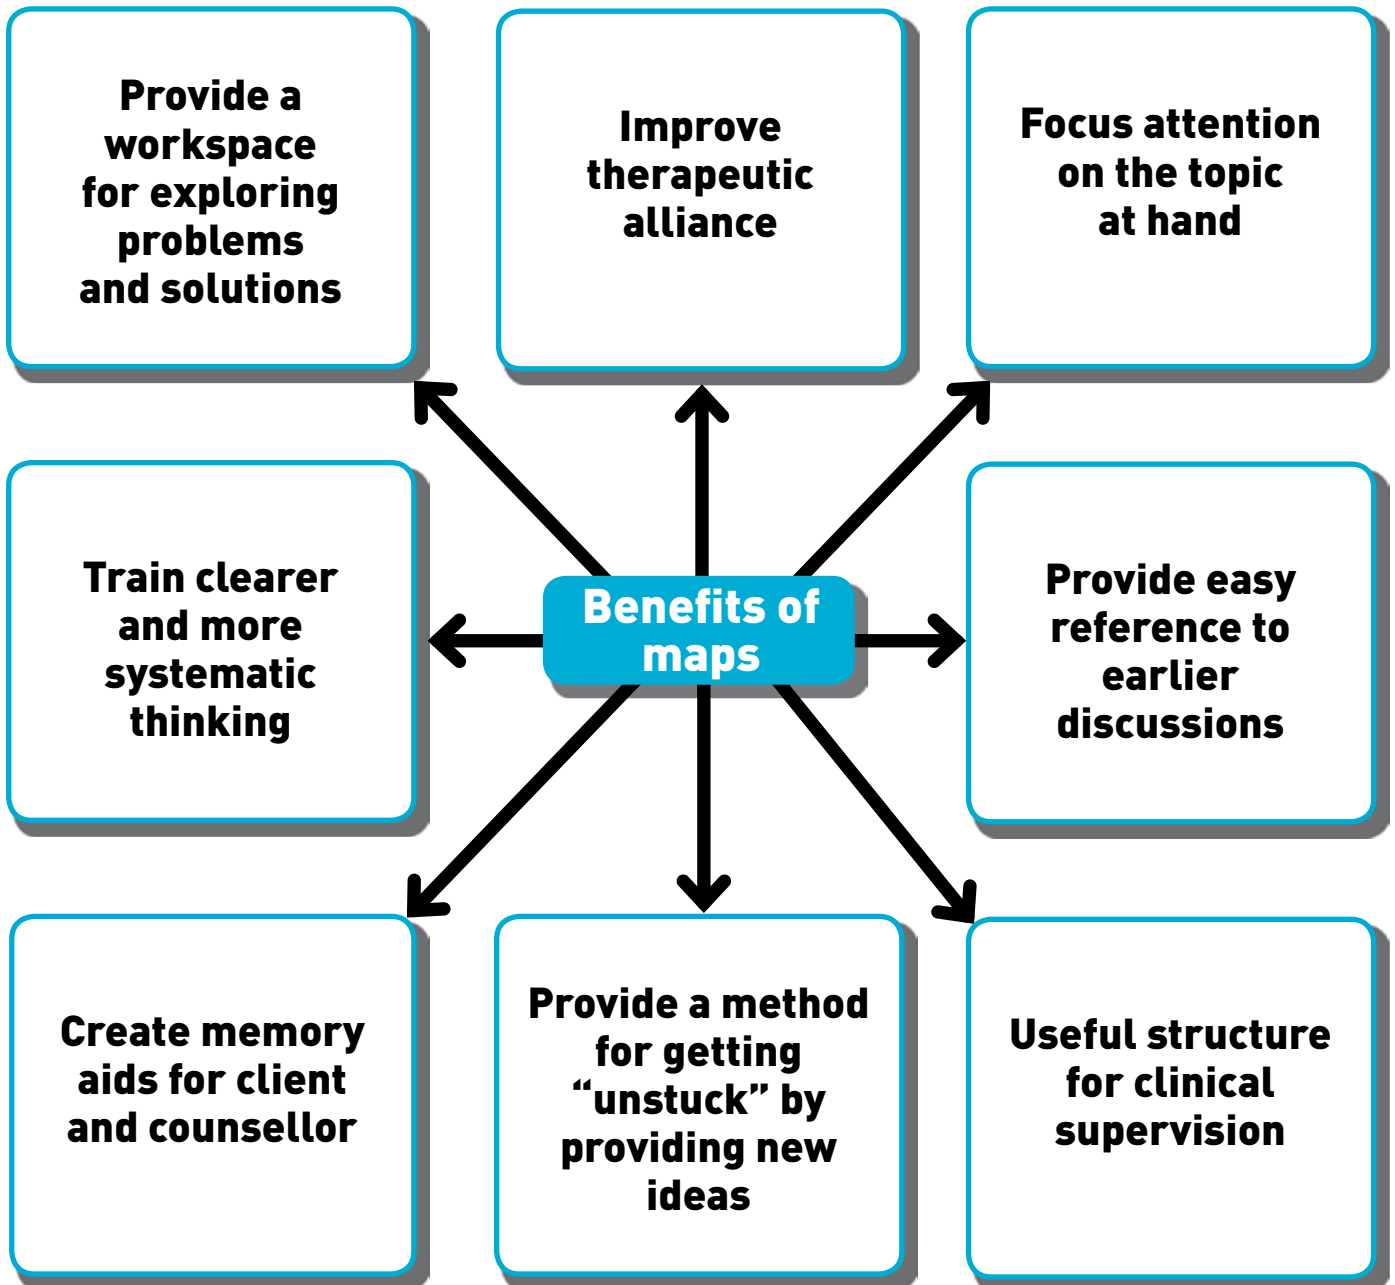 Provide a
workspace
for exploring
problems
and solutions
Improve
therapeutic
alliance
Focus attention
on the topic
at hand
Train clearer
and more
systematic
thinking
Benefits of
maps
Provide easy
reference to
earlier
discussions
Create memory
aids for client
and counsellor
Provide a method
for getting
“unstuck” by
providing new
ideas
Useful structure
for clinical
supervision